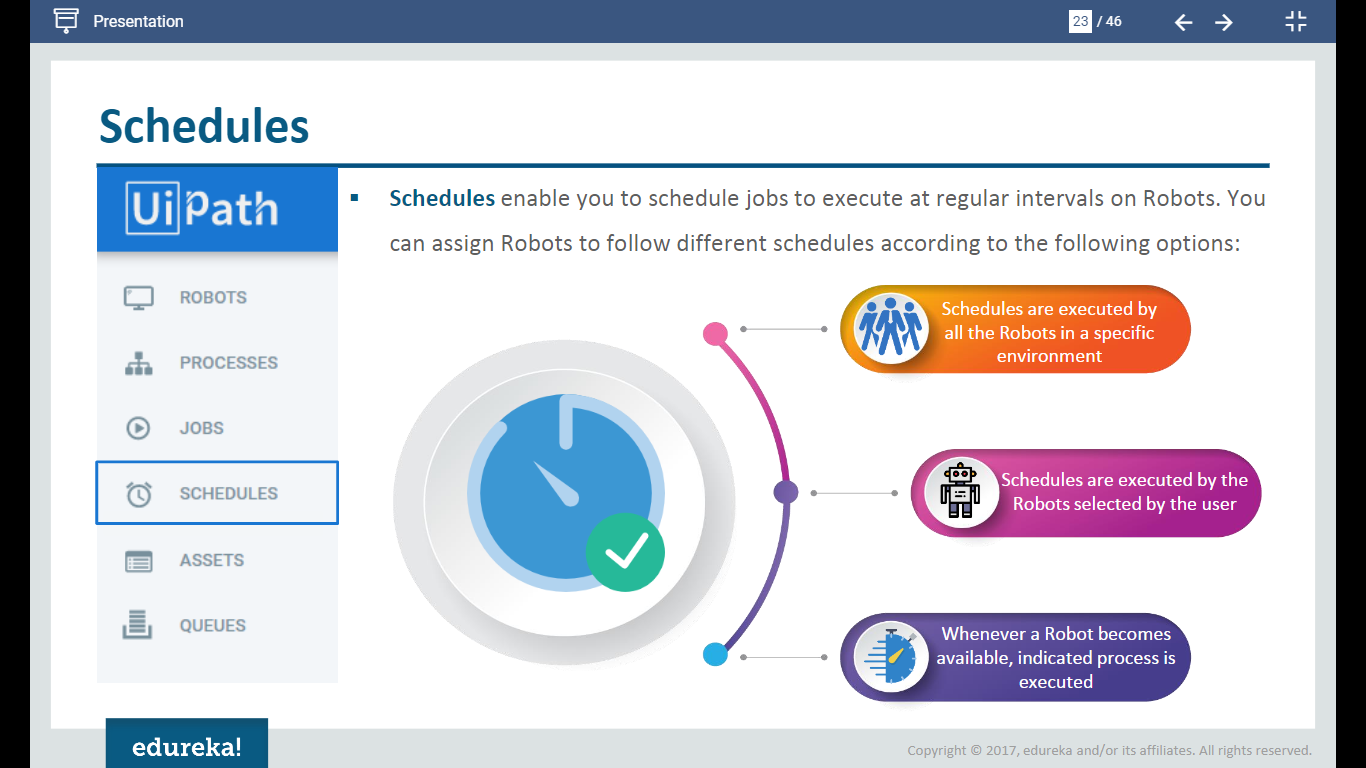 Presentation
23 / 46
Schedules
UiPath
ROBOTS
PROCESSES
JOBS
SCHEDULES
ASSETS
QUEUES
▪ Schedules enable you to schedule jobs to execute at regular intervals on Robots. You
can assign Robots to follow different schedules according to the following options:
Schedules are executed by
all the Robots in a specific
environment
Schedules are executed by the
Robots selected by the user
Whenever a Robot becomes
available, indicated process is
executed
edureka!
Copyright © 2017, edureka and/or its affiliates. All rights reserved.